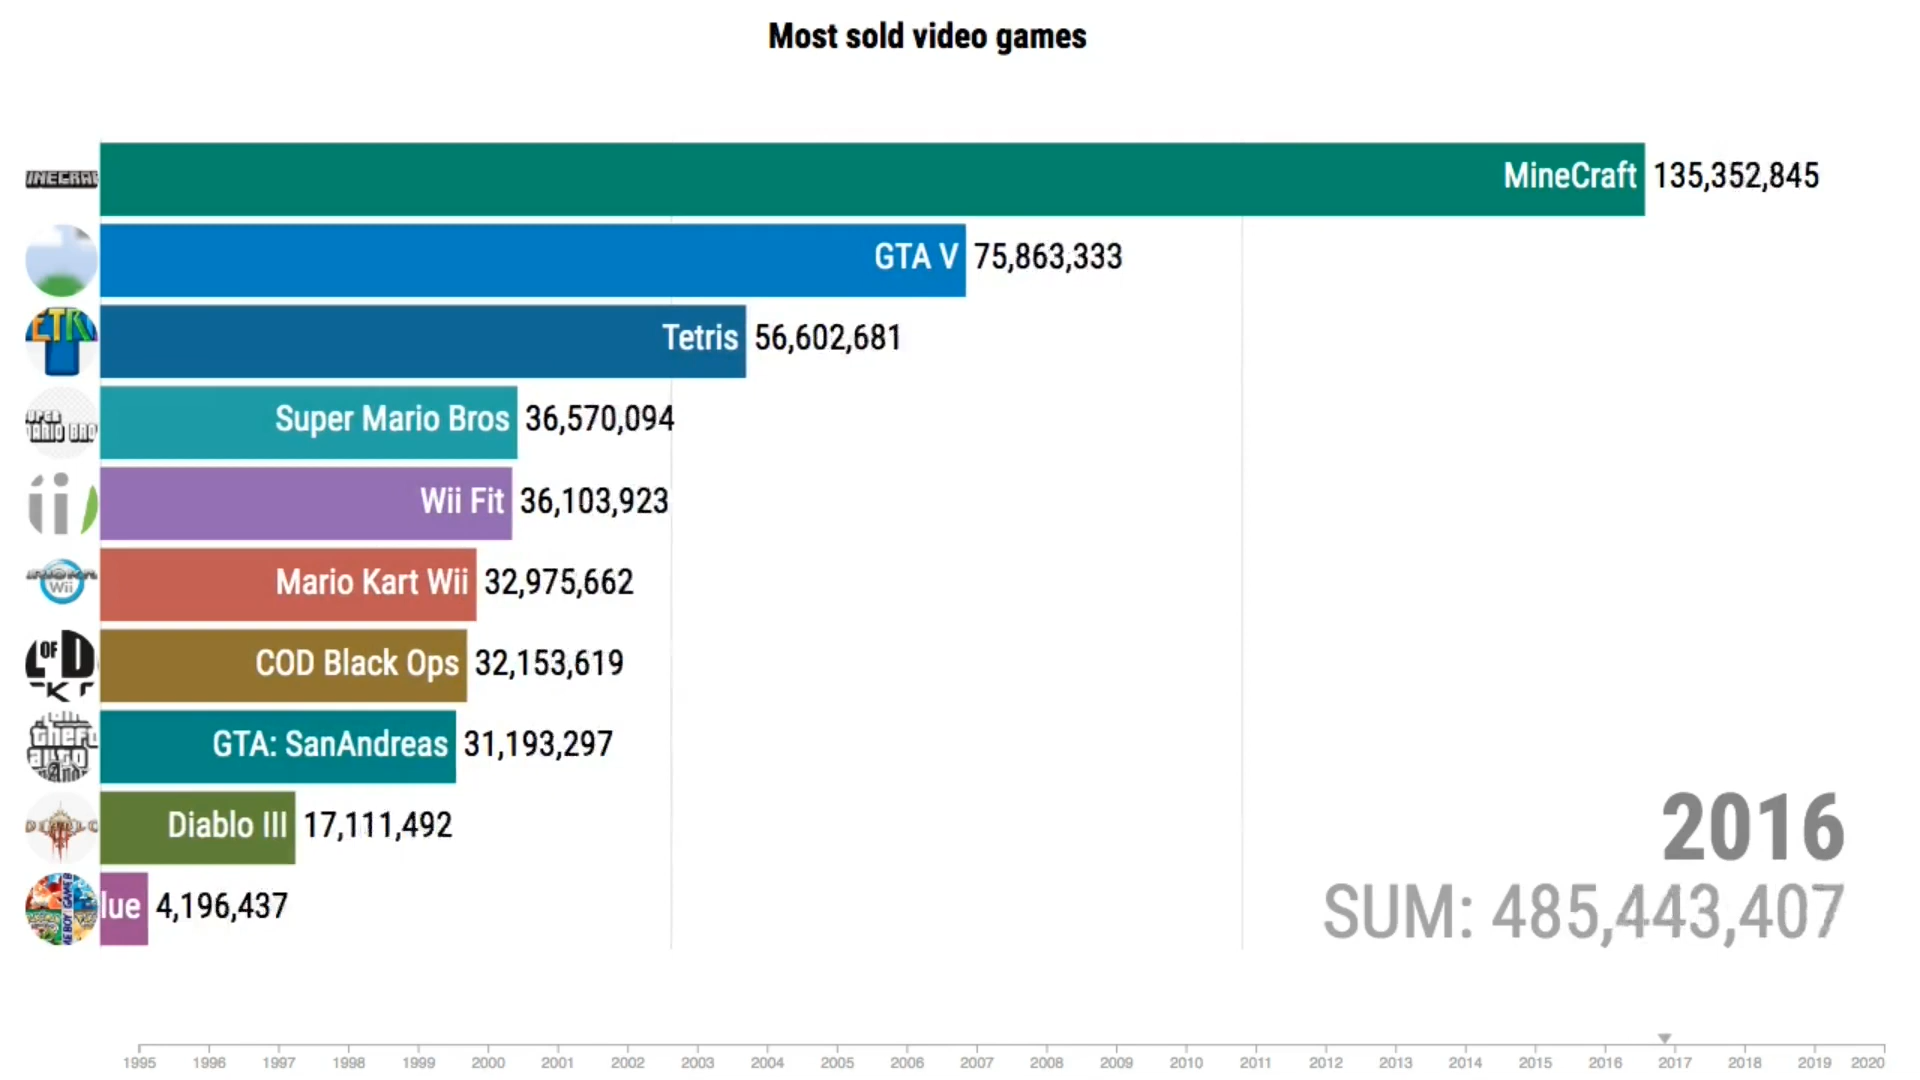 Most sold video games
MineCraft 135,352,845
GTA V 75,863,333
Tetris 56,602,681
Super Mario Bros 36,570,094
Wii Fit 36,103,923
Mario Kart Wii 32,975,662
COD Black Ops 32,153,619
GTA: SanAndreas 31,193,297
Diablo III 17,111,492
lue 4,196,437
2016
SUM: 485,443,407
1995 1996 1997 1998 1999 2000 2001 2002 2003 2004 2005 2006 2007 2008 2009 2010 2011 2012 2013 2014 2015 2016 2017 2018 2019 2020